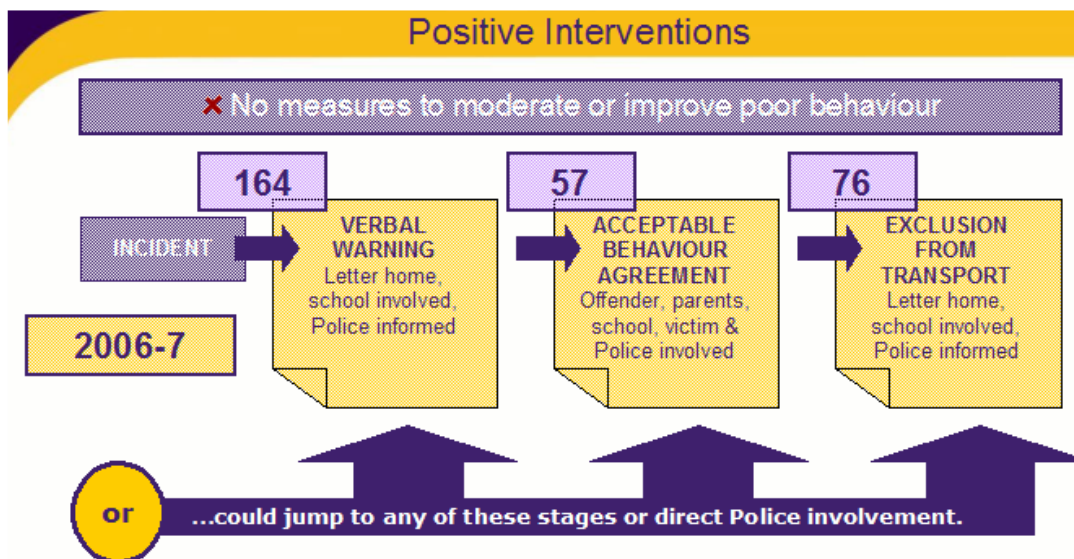 Positive Interventions
✗ No measures to moderate or improve poor behaviour
164
57
76
INCIDENT
VERBAL
WARNING
Letter home,
school involved,
Police informed
ACCEPTABLE
BEHAVIOUR
AGREEMENT
Offender, parents,
school, victim &
Police involved
EXCLUSION
FROM
TRANSPORT
Letter home,
school involved,
Police informed
2006-7
or
...could jump to any of these stages or direct Police involvement.